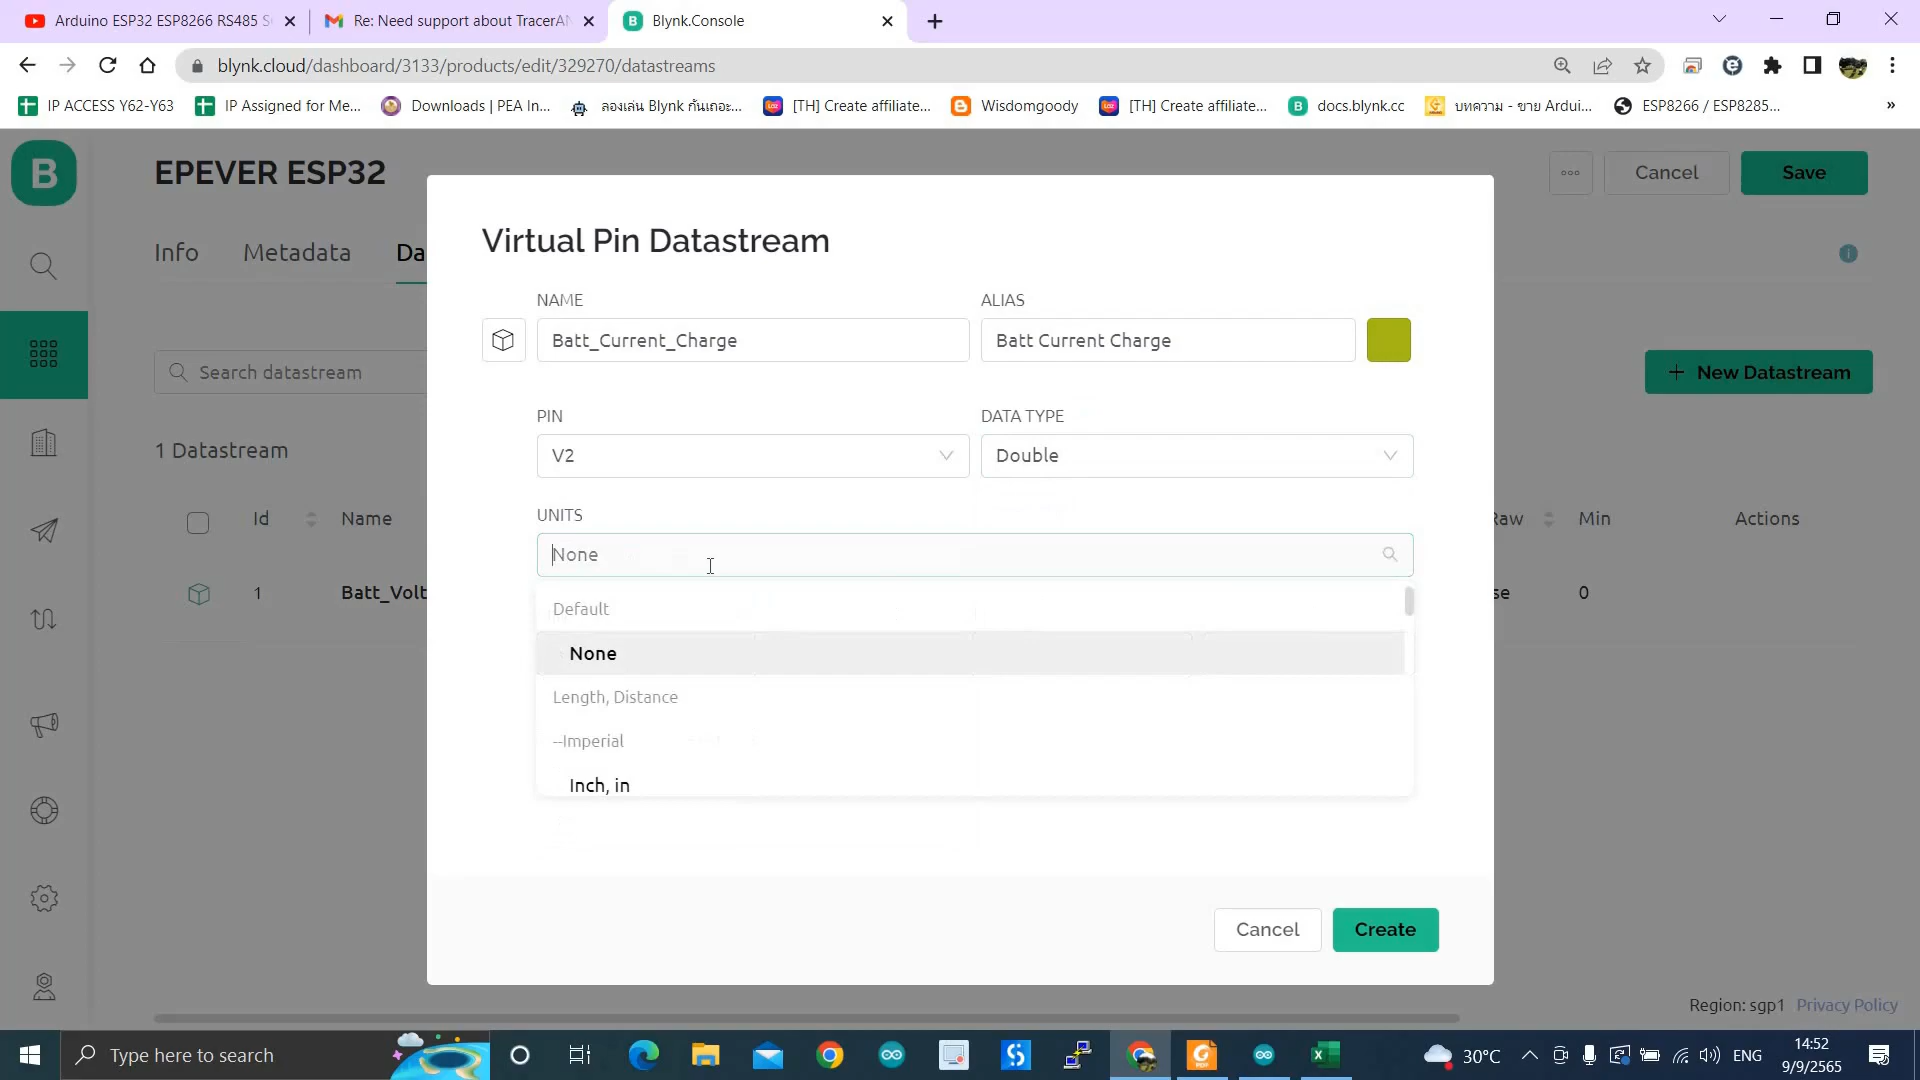 Arduino ESP32 ESP8266 RS485 S
Re: Need support about TracerAN
Blynk.Console
blynk.cloud/dashboard/3133/products/edit/329270/datastreams
IP ACCESS Y62-Y63
IP Assigned for Me...
Downloads | PEA In...
ลองเล่น Blynk กันเถอะ...
[TH] Create affiliate...
Wisdomgoody
[TH] Create affiliate...
docs.blynk.cc
บทความ - ขาย Ardui...
ESP8266 / ESP8285...
»
B
EPEVER ESP32
Cancel
Save
Info
Metadata
Da
Search datastream
New Datastream
1 Datastream
Id
Name
Raw
Min
Actions
1
Batt_Volt
se
0
Virtual Pin Datastream
NAME
ALIAS
Batt_Current_Charge
Batt Current Charge
PIN
DATA TYPE
V2
Double
UNITS
None
Default
None
Length, Distance
--Imperial
Inch, in
Cancel
Create
Region: sgp1
Privacy Policy
Type here to search
30°C
ENG
14:52
9/9/2565